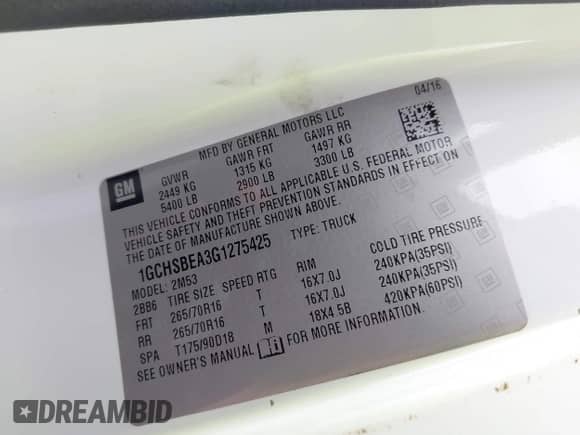 04/16
MFD BY GENERAL MOTORS LLC
GVWR GAWR FRT GAWR RR
2449 KG 1315 KG 1497 KG
5400 LB 2900 LB 3300 LB
GM
THIS VEHICLE CONFORMS TO ALL APPLICABLE U.S. FEDERAL MOTOR
VEHICLE SAFETY AND THEFT PREVENTION STANDARDS IN EFFECT ON
THE DATE OF MANUFACTURE SHOWN ABOVE.
1GCHSBEA3G1275425 TYPE: TRUCK
MODEL: 2M53
2BB6 TIRE SIZE SPEED RTG RIM COLD TIRE PRESSURE
FRT 265/70R16 T 16X7.0J 240KPA(35PSI)
RR 265/70R16 T 16X7.0J 240KPA(35PSI)
SPA T175/90D18 M 18X4.5B 420KPA(60PSI)
SEE OWNER'S MANUAL FOR MORE INFORMATION.
DREAMBID